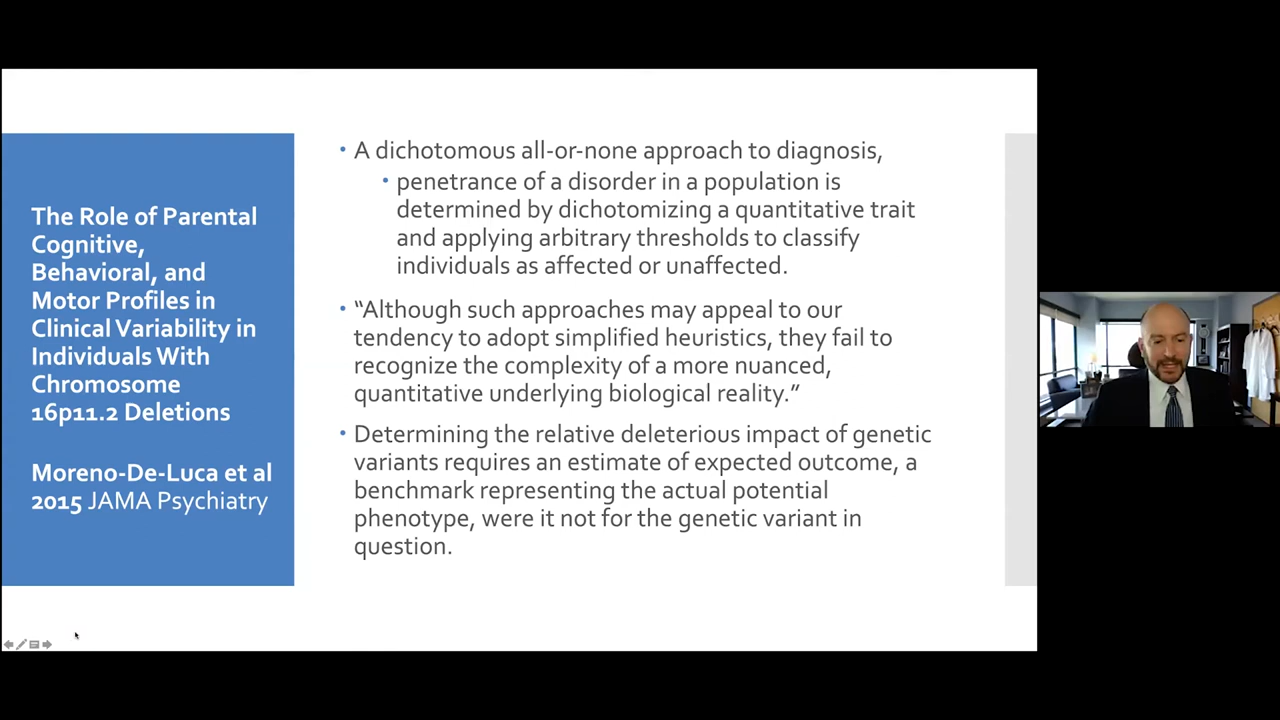 The Role of Parental
Cognitive,
Behavioral, and
Motor Profiles in
Clinical Variability in
Individuals With
Chromosome
16p11.2 Deletions
Moreno-De-Luca et al
2015 JAMA Psychiatry
• A dichotomous all-or-none approach to diagnosis,
• penetrance of a disorder in a population is
determined by dichotomizing a quantitative trait
and applying arbitrary thresholds to classify
individuals as affected or unaffected.
• “Although such approaches may appeal to our
tendency to adopt simplified heuristics, they fail to
recognize the complexity of a more nuanced,
quantitative underlying biological reality.”
• Determining the relative deleterious impact of genetic
variants requires an estimate of expected outcome, a
benchmark representing the actual potential
phenotype, were it not for the genetic variant in
question.